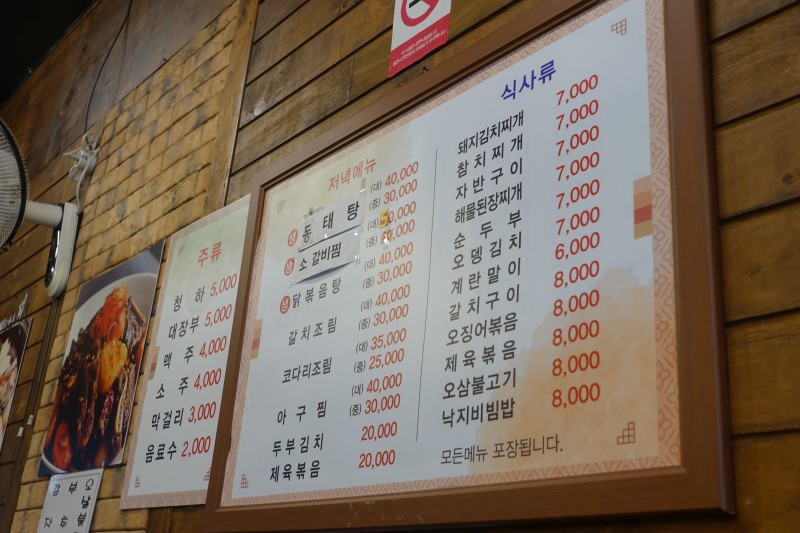 주류
청하 5,000
대장부 5,000
맥주 4,000
소주 4,000
막걸리 3,000
음료수 2,000
저녁메뉴
동태탕 (대) 40,000
(중) 30,000
소갈비찜 (대)
(중)
닭볶음탕 (대) 40,000
(중) 30,000
갈치조림 (대) 40,000
(중) 30,000
코다리조림 (대) 35,000
(중) 25,000
아구찜 (대) 40,000
(중) 30,000
두부김치 20,000
제육볶음 20,000
식사류
돼지김치찌개 7,000
참치찌개 7,000
자반구이 7,000
해물된장찌개 7,000
순두부 7,000
오뎅김치 7,000
계란말이 6,000
갈치구이 8,000
오징어볶음 8,000
제육볶음 8,000
오삼불고기 8,000
낙지비빔밥 8,000
모든메뉴 포장됩니다.